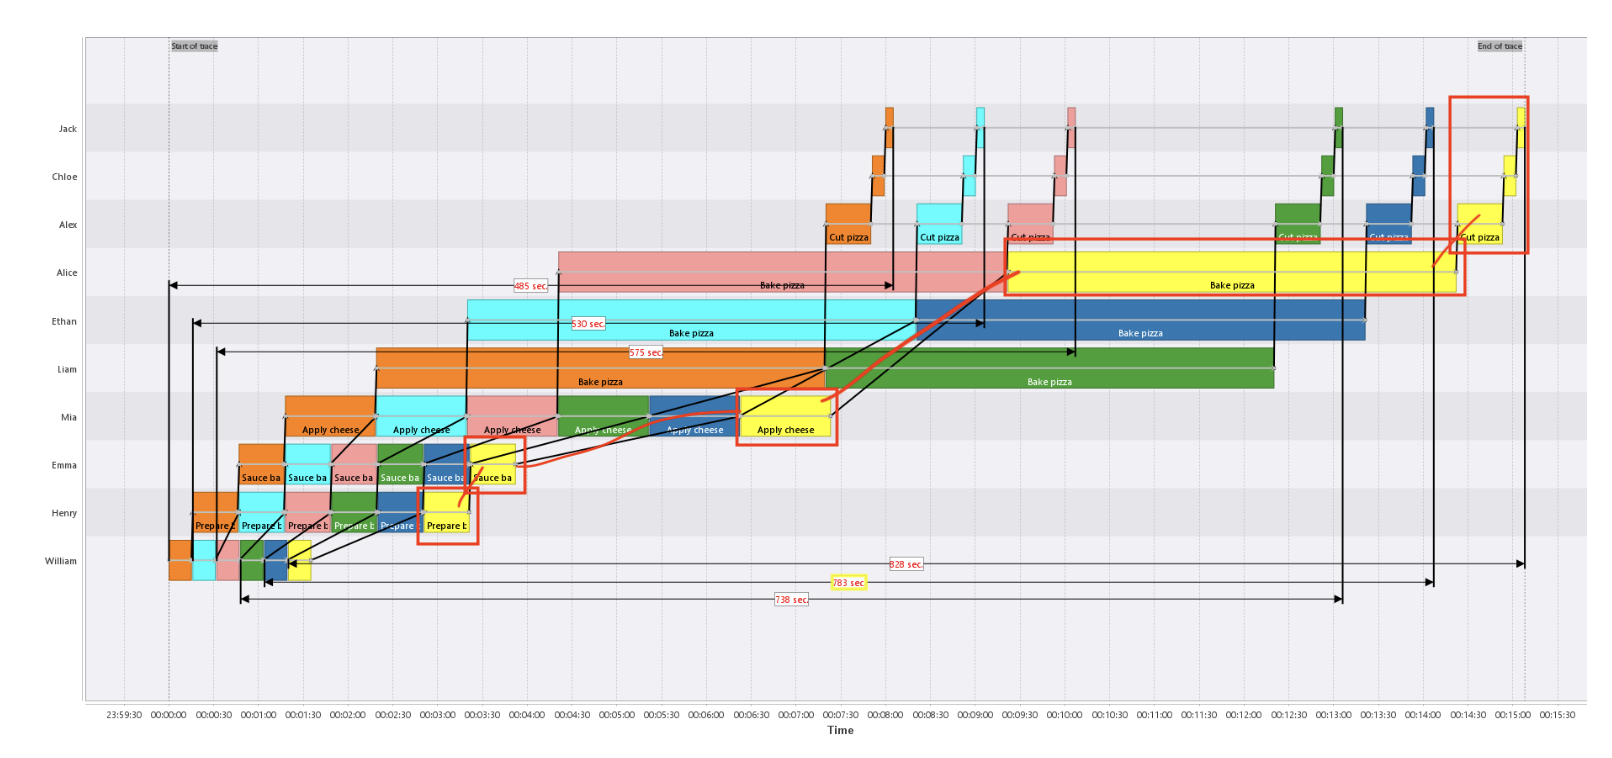 Start of trace
End of trace
Jack
Chloe
Alex
Cut pizza Cut pizza Cut pizza Cut pizza Cut pizza Cut pizza
Alice
485 sec.
Bake pizza Bake pizza
Ethan
530 sec.
Bake pizza Bake pizza
575 sec.
Liam
Bake pizza Bake pizza
Mia
Apply cheese Apply cheese Apply cheese Apply cheese Apply cheese Apply cheese
Emma
Sauce ba Sauce ba Sauce ba Sauce ba Sauce ba Sauce ba
Henry
Prepare b Prepare b Prepare b Prepare b Prepare Prepare b
William
828 sec.
783 sec.
738 sec.
23:59:30 00:00:00 00:00:30 00:01:00 00:01:30 00:02:00 00:02:30 00:03:00 00:03:30 00:04:00 00:04:30 00:05:00 00:05:30 00:06:00 00:06:30 00:07:00 00:07:30 00:08:00 00:08:30 00:09:00 00:09:30 00:10:00 00:10:30 00:11:00 00:11:30 00:12:00 00:12:30 00:13:00 00:13:30 00:14:00 00:14:30 00:15:00 00:15:30
Time